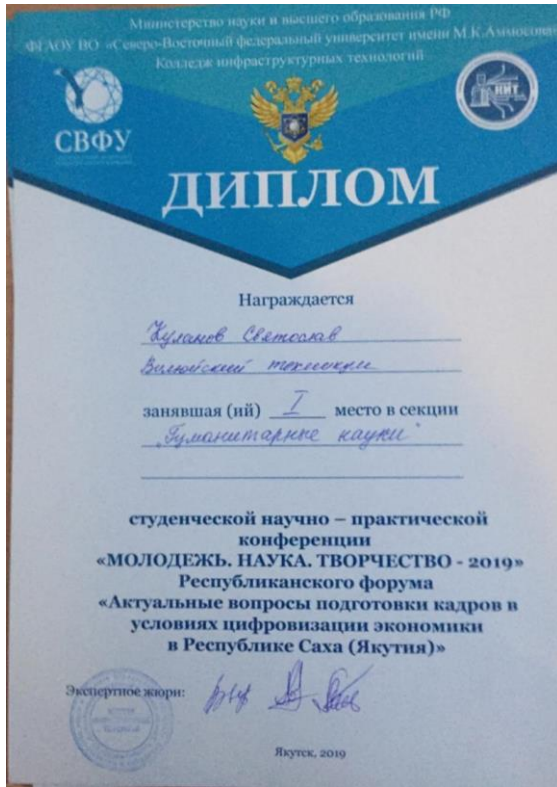 Министерство науки и высшего образования РФ
ФГАОУ ВО «Северо-Восточный федеральный университет имени М.К.Аммосова»
Колледж инфраструктурных технологий
СВФУ
КИТ
ДИПЛОМ
Награждается
Куланов Святослав
Вилюйский техникум
занявшая (ий) I место в секции
"Гуманитарные науки"
студенческой научно – практической
конференции
«МОЛОДЕЖЬ. НАУКА. ТВОРЧЕСТВО - 2019»
Республиканского форума
«Актуальные вопросы подготовки кадров в
условиях цифровизации экономики
в Республике Саха (Якутия)»
Экспертное жюри:
Якутск, 2019